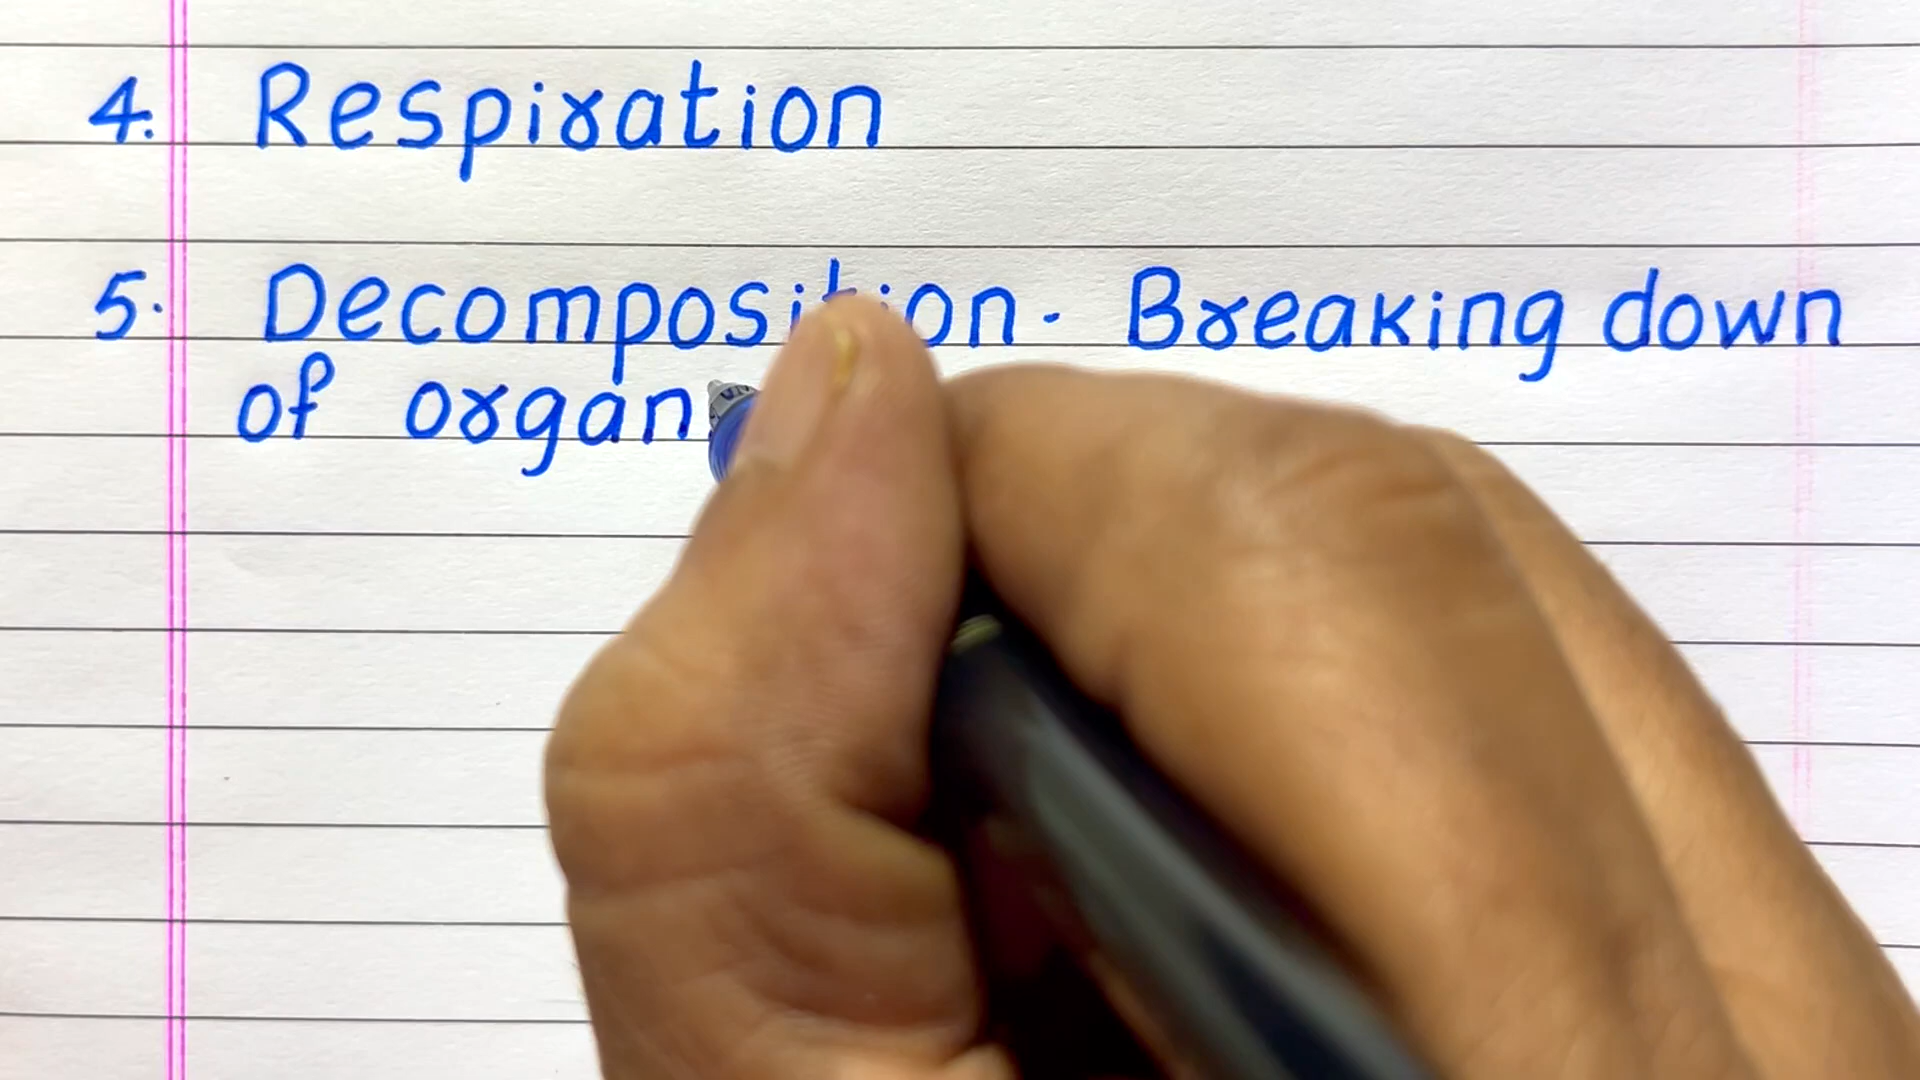 4. Respiration
5. Decomposition - Breaking down
of organ